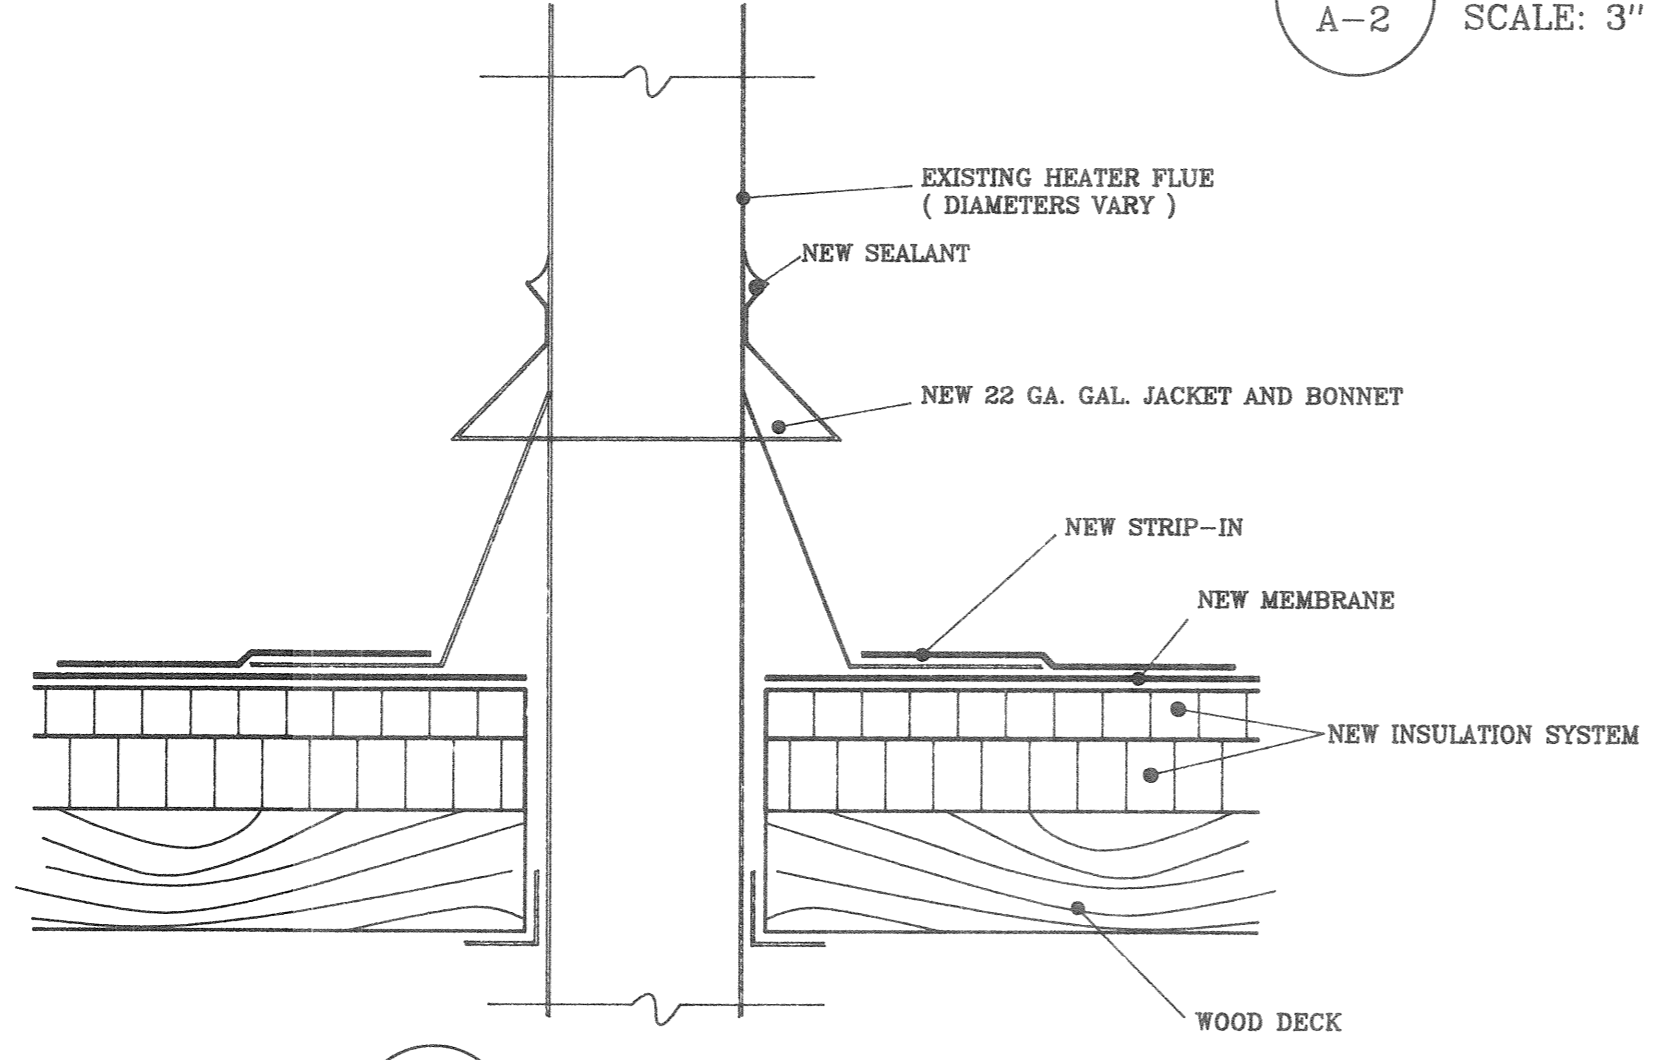 A-2
SCALE: 3"
EXISTING HEATER FLUE
( DIAMETERS VARY )
NEW SEALANT
NEW 22 GA. GAL. JACKET AND BONNET
NEW STRIP-IN
NEW MEMBRANE
NEW INSULATION SYSTEM
WOOD DECK